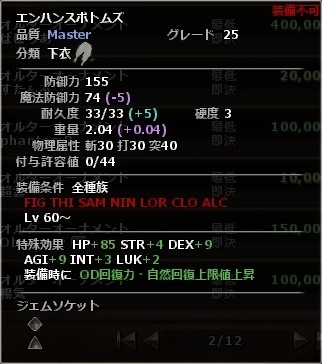 装備不可
エンハンスボトムズ
品質 Master グレード 25
分類 下衣
防御力 155
魔法防御力 74 (-5)
耐久度 33/33 (+5) 硬度 3
重量 2.04 (+0.04)
物理属性 斬30 打30 突40
付与許容値 0/44
装備条件 全種族
FIG THI SAM NIN LOR CLO ALC
Lv 60～
特殊効果 HP+85 STR+4 DEX+9
AGI+9 INT+3 LUK+2
装備時に OD回復力・自然回復上限値上昇
ジェムソケット
2/12